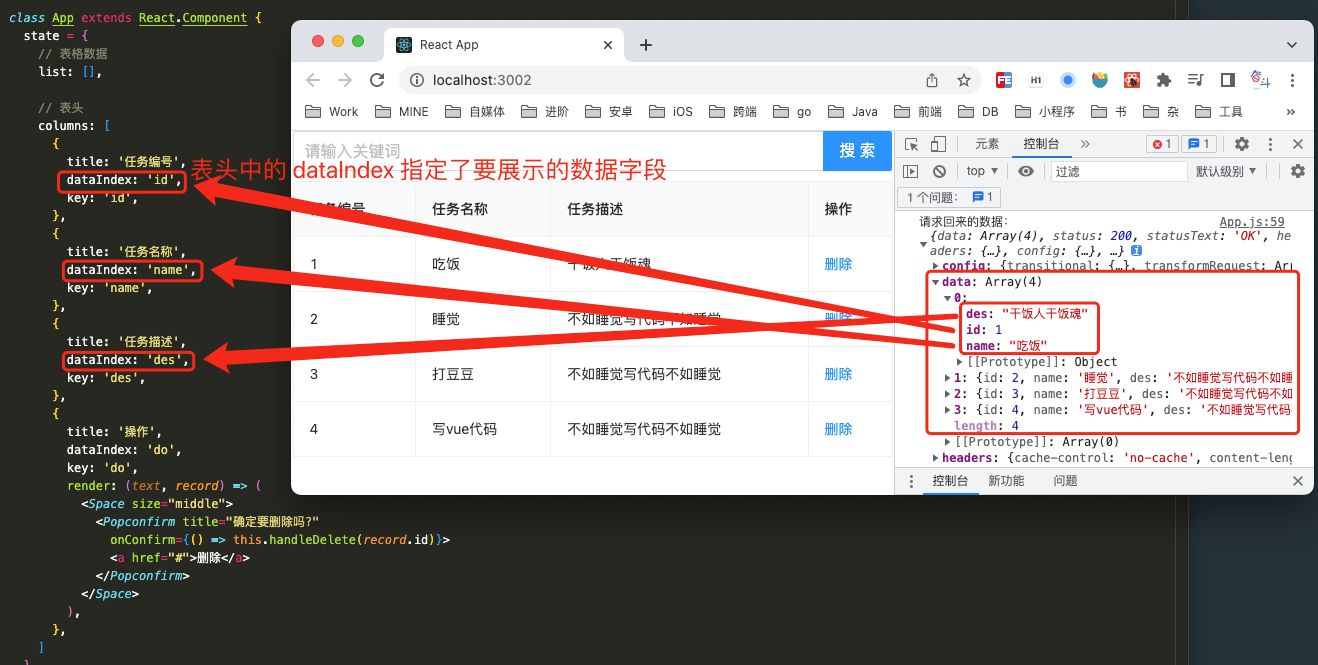 class App extends React.Component {
state = {
// 表格数据
list: [],
// 表头
columns: [
{
title: '任务编号',
dataIndex: 'id',
key: 'id',
},
{
title: '任务名称',
dataIndex: 'name',
key: 'name',
},
{
title: '任务描述',
dataIndex: 'des',
key: 'des',
},
{
title: '操作',
dataIndex: 'do',
key: 'do',
render: (text, record) => (
<Space size="middle">
<Popconfirm title="确定要删除吗?"
onConfirm={() => this.handleDelete(record.id)}>
<a href="#">删除</a>
</Popconfirm>
</Space>
),
},
]
}
React App
localhost:3002
Work MINE 自媒体 进阶 安卓 iOS 跨端 go Java 前端 DB 小程序 书 杂 工具 »
请输入关键词
搜 索
表头中的 dataIndex 指定了要展示的数据字段
任务编号 任务名称 任务描述 操作
1 吃饭 干饭人干饭魂 删除
2 睡觉 不如睡觉写代码不如睡觉 删除
3 打豆豆 不如睡觉写代码不如睡觉 删除
4 写vue代码 不如睡觉写代码不如睡觉 删除
元素 控制台 » 1 1
top ▼ 过滤 默认级别 ▼
1 个问题: 1
请求回来的数据: App.js:59
{data: Array(4), status: 200, statusText: 'OK', he
aders: {…}, config: {…}, …}
config: {transitional: {…}, transformRequest: Arr
data: Array(4)
0:
des: "干饭人干饭魂"
id: 1
name: "吃饭"
[[Prototype]]: Object
1: {id: 2, name: '睡觉', des: '不如睡觉写代码不如睡
2: {id: 3, name: '打豆豆', des: '不如睡觉写代码不如
3: {id: 4, name: '写vue代码', des: '不如睡觉写代码
length: 4
[[Prototype]]: Array(0)
headers: {cache-control: 'no-cache', content-leng
控制台 新功能 问题